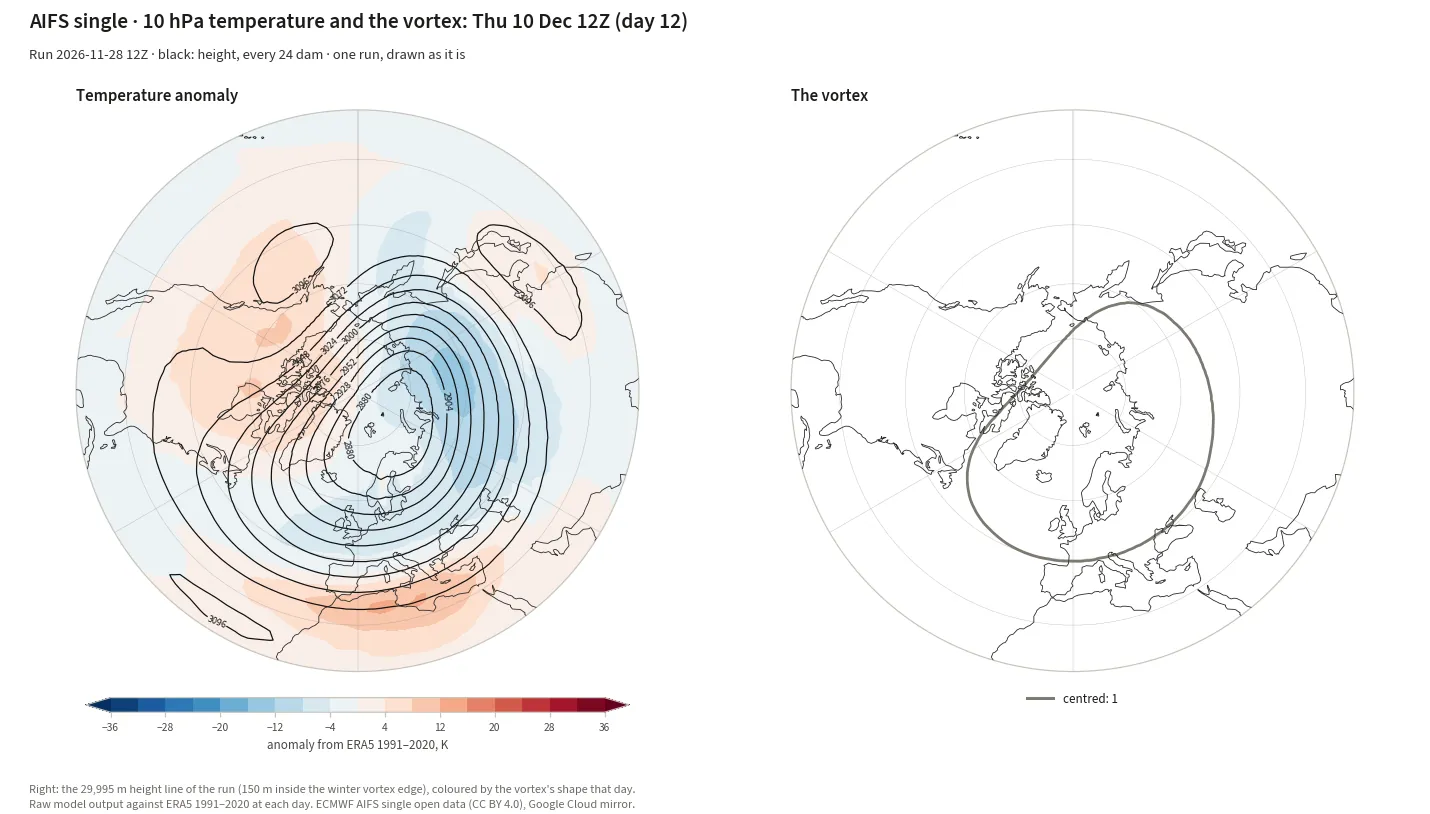 AIFS single · 10 hPa temperature and the vortex: Thu 10 Dec 12Z (day 12)
Run 2026-11-28 12Z · black: height, every 24 dam · one run, drawn as it is
Temperature anomaly
The vortex
3096
3096
3072
3000
3024
2952
2928
2880
2904
2880
3096
centred: 1
−36 −28 −20 −12 −4 4 12 20 28 36
anomaly from ERA5 1991–2020, K
Right: the 29,995 m height line of the run (150 m inside the winter vortex edge), coloured by the vortex's shape that day.
Raw model output against ERA5 1991–2020 at each day. ECMWF AIFS single open data (CC BY 4.0), Google Cloud mirror.